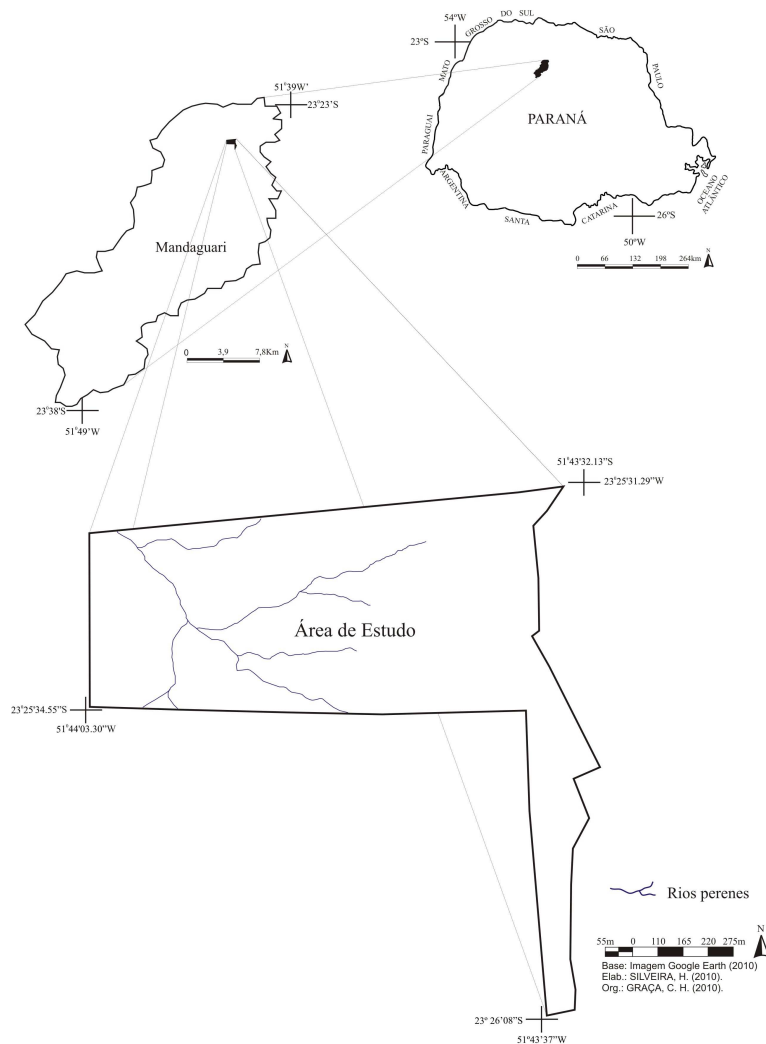 54ºW
GROSSO DO SUL
SÃO
23ºS
MATO
PAULO
51º39W'
23º23'S
PARANÁ
PARAGUAI
ARGENTINA
OCEANO
ATLÂNTICO
SANTA
CATARINA
26ºS
50ºW
N
0 66 132 198 264km
Mandaguari
N
0 3,9 7,8Km
23º38'S
51º49'W
51º43'32.13"S
23º25'31.29"W
Área de Estudo
23º25'34.55"S
51º44'03.30"W
Rios perenes
N
55m 0 110 165 220 275m
Base: Imagem Google Earth (2010)
Elab.: SILVEIRA, H. (2010).
Org.: GRAÇA, C. H. (2010).
23º 26'08"S
51º43'37"W